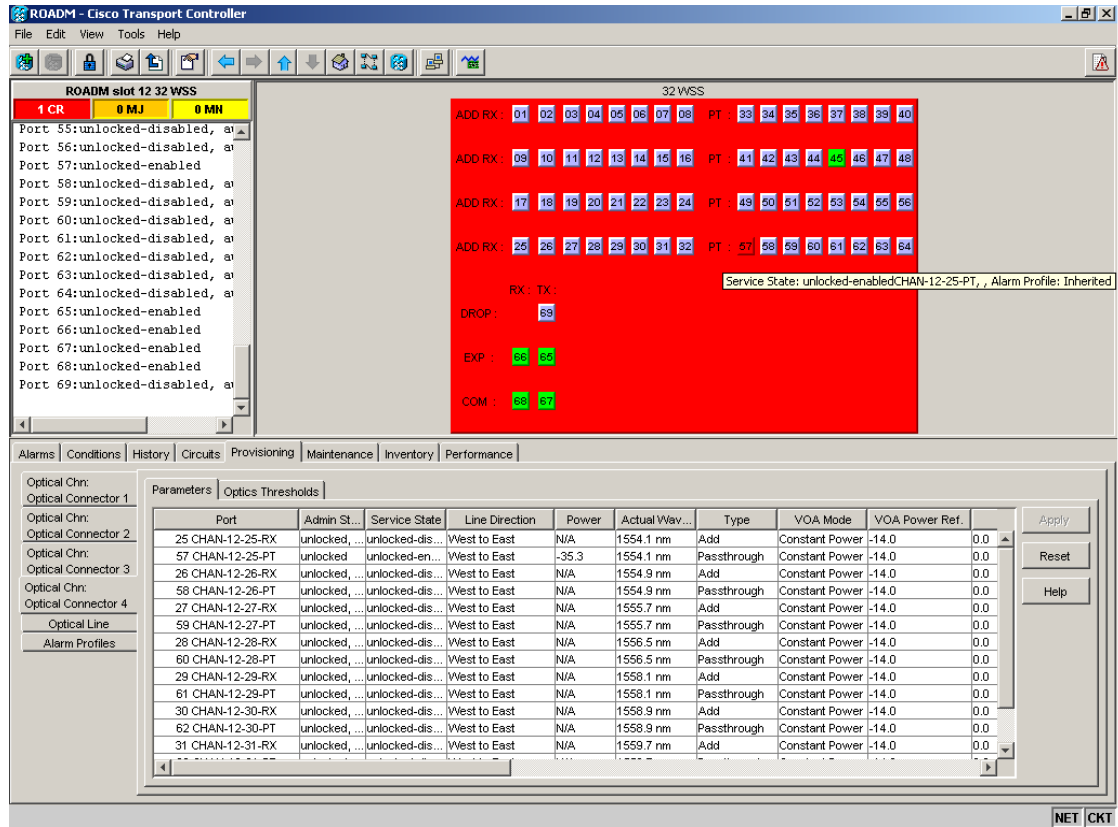 ROADM - Cisco Transport Controller
File Edit View Tools Help
ROADM slot 12 32 WSS
1 CR 0 MJ 0 MN
Port 55:unlocked-disabled,
Port 56:unlocked-disabled,
Port 57:unlocked-enabled
Port 58:unlocked-disabled,
Port 59:unlocked-disabled,
Port 60:unlocked-disabled,
Port 61:unlocked-disabled,
Port 62:unlocked-disabled,
Port 63:unlocked-disabled,
Port 64:unlocked-disabled,
Port 65:unlocked-enabled
Port 66:unlocked-enabled
Port 67:unlocked-enabled
Port 68:unlocked-enabled
Port 69:unlocked-disabled,
32 WSS
ADD RX : 01 02 03 04 05 06 07 08 PT : 33 34 35 36 37 38 39 40
ADD RX : 09 10 11 12 13 14 15 16 PT : 41 42 43 44 45 46 47 48
ADD RX : 17 18 19 20 21 22 23 24 PT : 49 50 51 52 53 54 55 56
ADD RX : 25 26 27 28 29 30 31 32 PT : 57 58 59 60 61 62 63 64
Service State: unlocked-enabledCHAN-12-25-PT, , Alarm Profile: Inherited
RX : TX :
DROP : 69
EXP : 66 65
COM : 68 67
Alarms Conditions History Circuits Provisioning Maintenance Inventory Performance
Optical Chn:
Optical Connector 1
Optical Chn:
Optical Connector 2
Optical Chn:
Optical Connector 3
Optical Chn:
Optical Connector 4
Optical Line
Alarm Profiles
Parameters Optics Thresholds
Port Admin St... Service State Line Direction Power Actual Wav... Type VOA Mode VOA Power Ref.
25 CHAN-12-25-RX unlocked, ... unlocked-dis... West to East N/A 1554.1 nm Add Constant Power -14.0 0.0
57 CHAN-12-25-PT unlocked unlocked-en... West to East -35.3 1554.1 nm Passthrough Constant Power -14.0 0.0
26 CHAN-12-26-RX unlocked, ... unlocked-dis... West to East N/A 1554.9 nm Add Constant Power -14.0 0.0
58 CHAN-12-26-PT unlocked, ... unlocked-dis... West to East N/A 1554.9 nm Passthrough Constant Power -14.0 0.0
27 CHAN-12-27-RX unlocked, ... unlocked-dis... West to East N/A 1555.7 nm Add Constant Power -14.0 0.0
59 CHAN-12-27-PT unlocked, ... unlocked-dis... West to East N/A 1555.7 nm Passthrough Constant Power -14.0 0.0
28 CHAN-12-28-RX unlocked, ... unlocked-dis... West to East N/A 1556.5 nm Add Constant Power -14.0 0.0
60 CHAN-12-28-PT unlocked, ... unlocked-dis... West to East N/A 1556.5 nm Passthrough Constant Power -14.0 0.0
29 CHAN-12-29-RX unlocked, ... unlocked-dis... West to East N/A 1558.1 nm Add Constant Power -14.0 0.0
61 CHAN-12-29-PT unlocked, ... unlocked-dis... West to East N/A 1558.1 nm Passthrough Constant Power -14.0 0.0
30 CHAN-12-30-RX unlocked, ... unlocked-dis... West to East N/A 1558.9 nm Add Constant Power -14.0 0.0
62 CHAN-12-30-PT unlocked, ... unlocked-dis... West to East N/A 1558.9 nm Passthrough Constant Power -14.0 0.0
31 CHAN-12-31-RX unlocked, ... unlocked-dis... West to East N/A 1559.7 nm Add Constant Power -14.0 0.0
Apply
Reset
Help
NET CKT